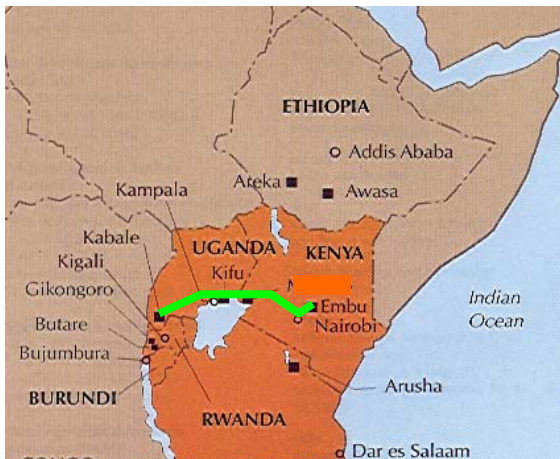 ETHIOPIA
Addis Ababa
Areka
Awasa
Kampala
Kabale
UGANDA
KENYA
Kigali
Kifu
Gikongoro
Embu
Nairobi
Indian
Ocean
Butare
Bujumbura
Arusha
BURUNDI
RWANDA
Dar es Salaam